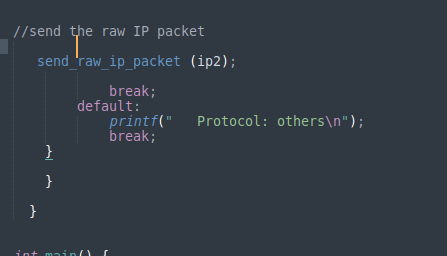 //send the raw IP packet
send_raw_ip_packet (ip2);
break;
default:
printf("   Protocol: others\n");
break;
}
}
}
int main() {